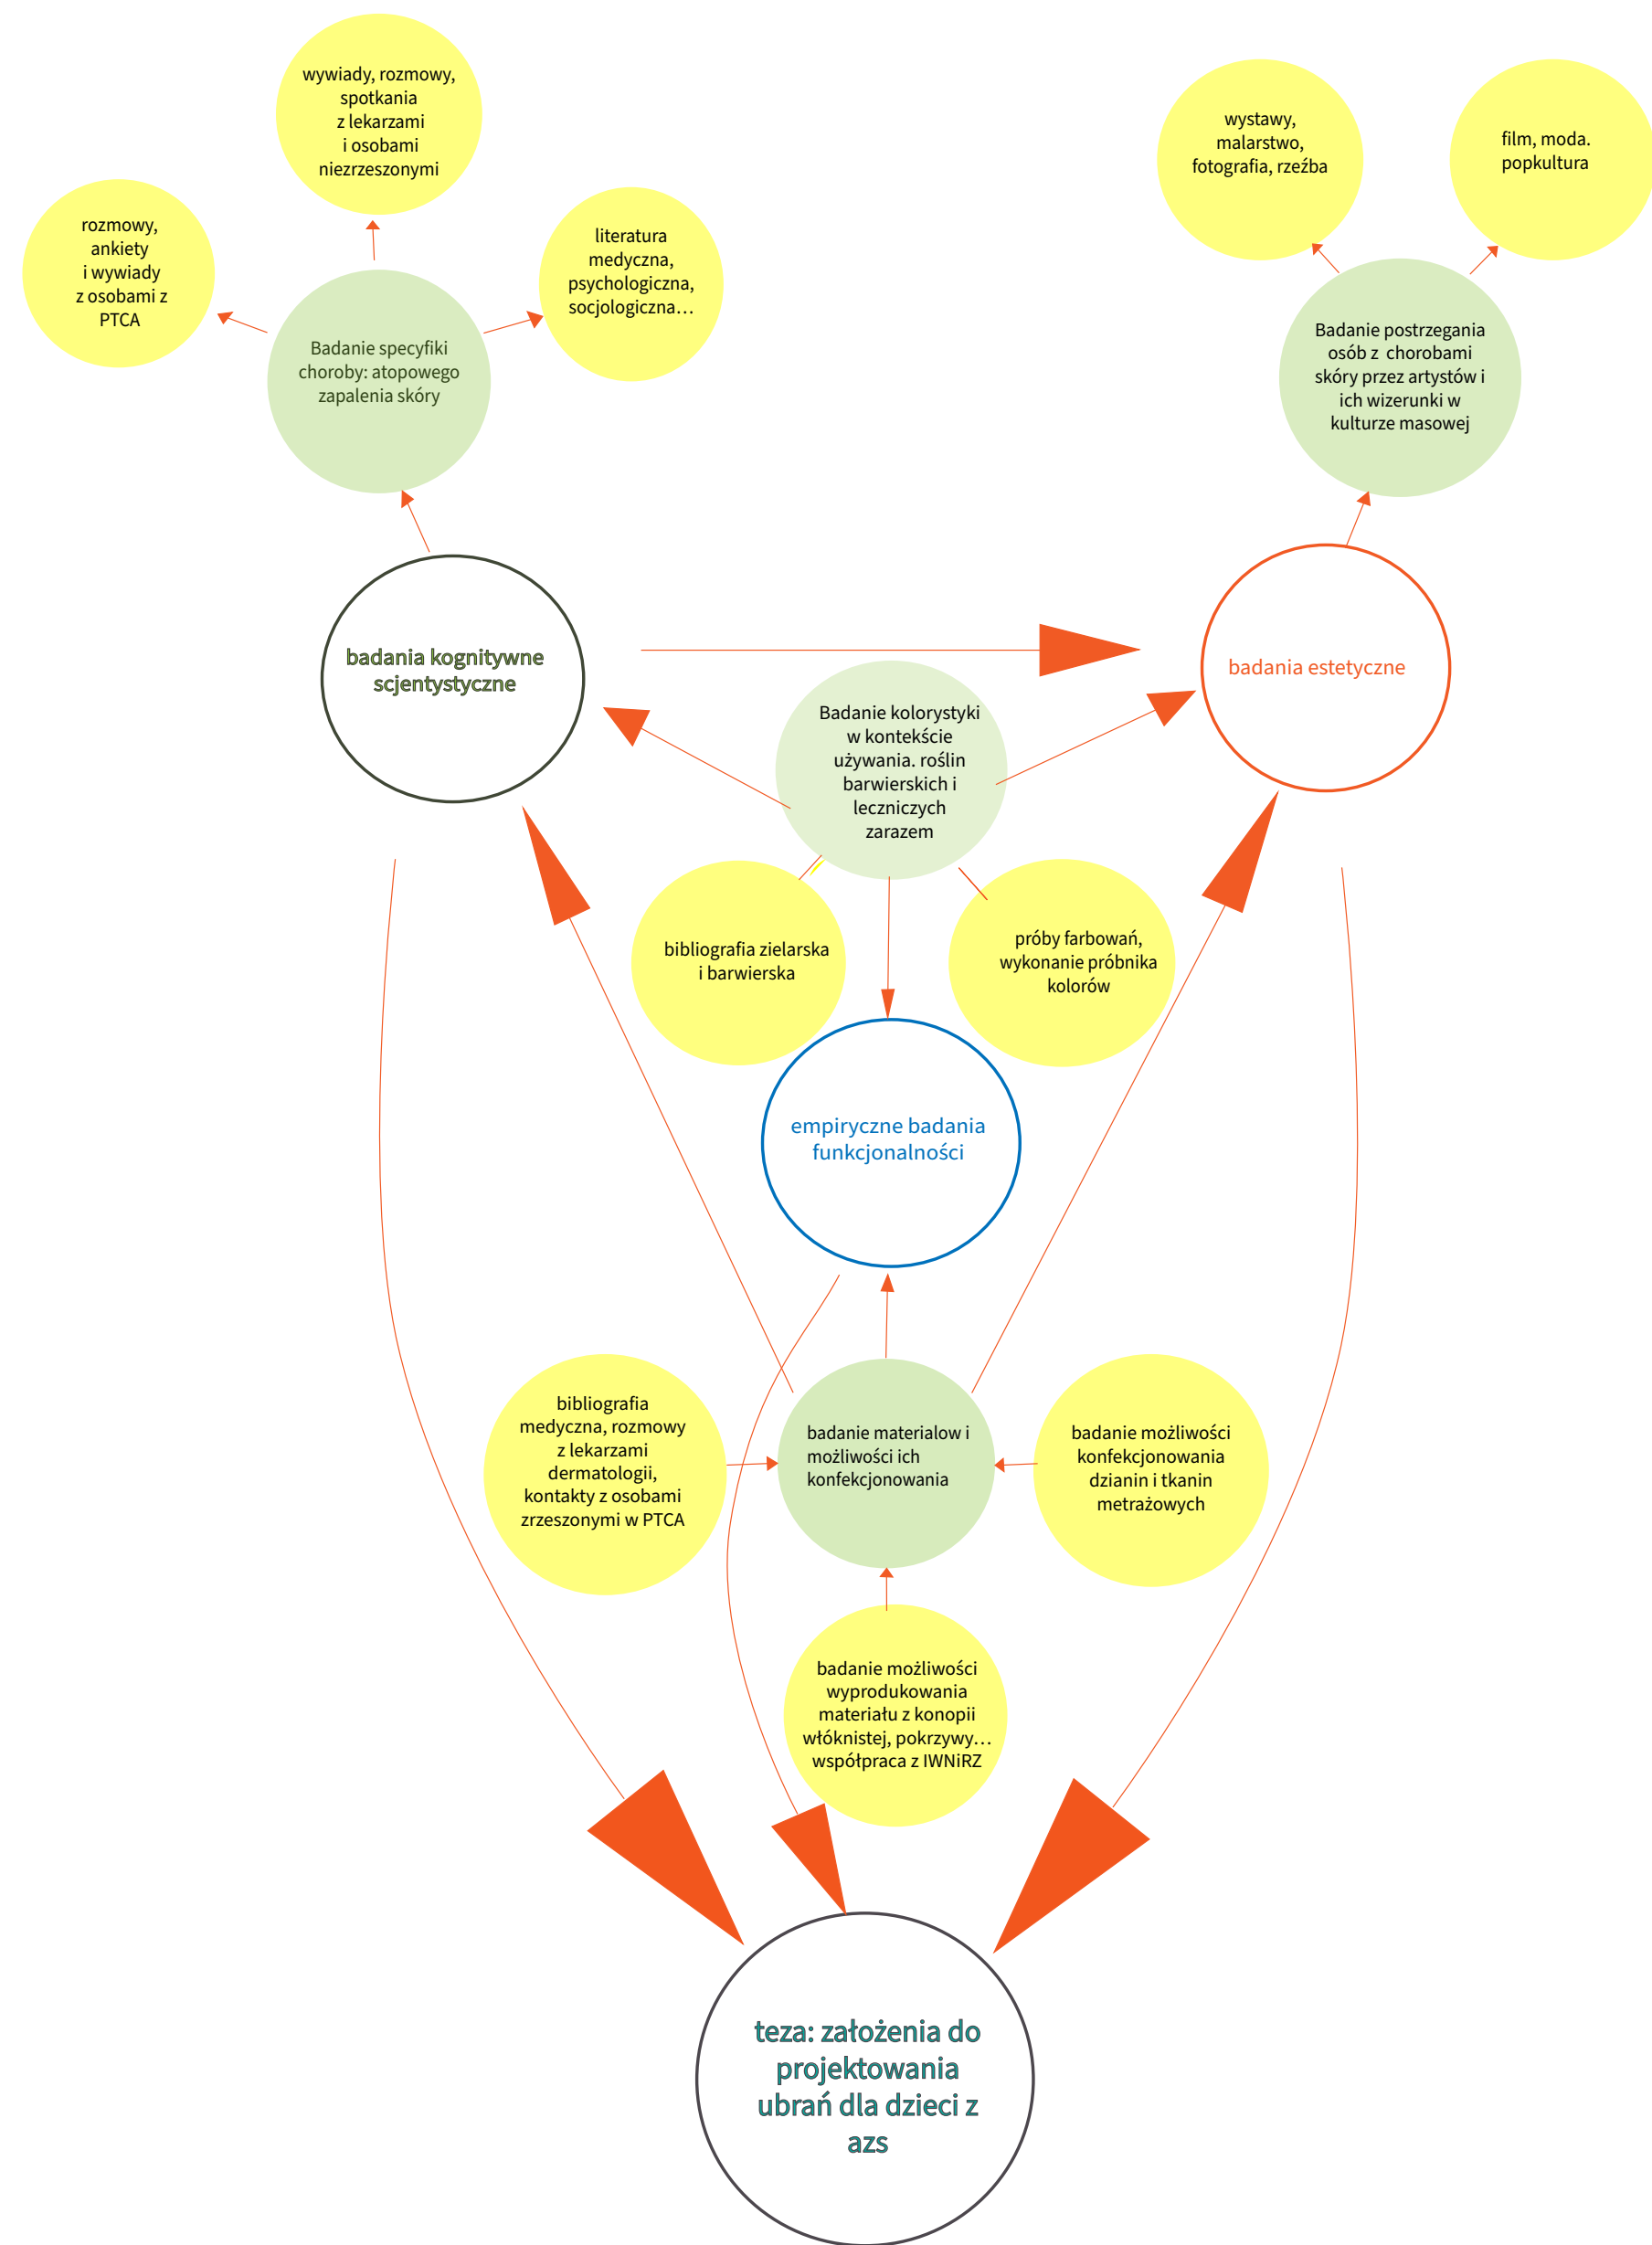 wywiady, rozmowy,
spotkania
z lekarzami
i osobami
niezrzeszonymi
wystawy,
malarstwo,
fotografia, rzeźba
film, moda.
popkultura
rozmowy,
ankiety
i wywiady
z osobami z
PTCA
literatura
medyczna,
psychologiczna,
socjologiczna…
Badanie specyfiki
choroby: atopowego
zapalenia skóry
Badanie postrzegania
osób z  chorobami
skóry przez artystów i
ich wizerunki w
kulturze masowej
badania kognitywne
scjentystyczne
badania estetyczne
Badanie kolorystyki
w kontekście
używania. roślin
barwierskich i
leczniczych
zarazem
bibliografia zielarska
i barwierska
próby farbowań,
wykonanie próbnika
kolorów
empiryczne badania
funkcjonalności
bibliografia
medyczna, rozmowy
z lekarzami
dermatologii,
kontakty z osobami
zrzeszonymi w PTCA
badanie materialow i
możliwości ich
konfekcjonowania
badanie możliwości
konfekcjonowania
dzianin i tkanin
metrażowych
badanie możliwości
wyprodukowania
materiału z konopii
włóknistej, pokrzywy…
współpraca z IWNiRZ
teza: założenia do
projektowania
ubrań dla dzieci z
azs